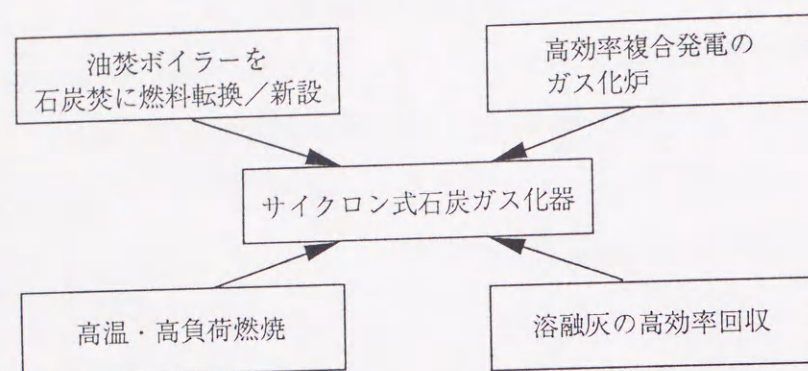 油焚ボイラーを
石炭焚に燃料転換／新設
高効率複合発電の
ガス化炉
サイクロン式石炭ガス化器
高温・高負荷燃焼
溶融灰の高効率回収